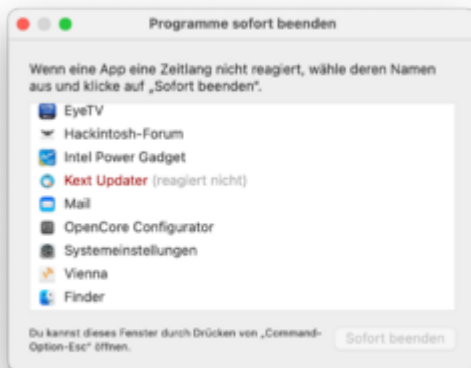 Programme sofort beenden
Wenn eine App eine Zeitlang nicht reagiert, wähle deren Namen
aus und klicke auf „Sofort beenden“.
EyeTV
Hackintosh-Forum
Intel Power Gadget
Kext Updater (reagiert nicht)
Mail
OpenCore Configurator
Systemeinstellungen
Vienna
Finder
Du kannst dieses Fenster durch Drücken von „Command-
Option-Esc“ öffnen.
Sofort beenden